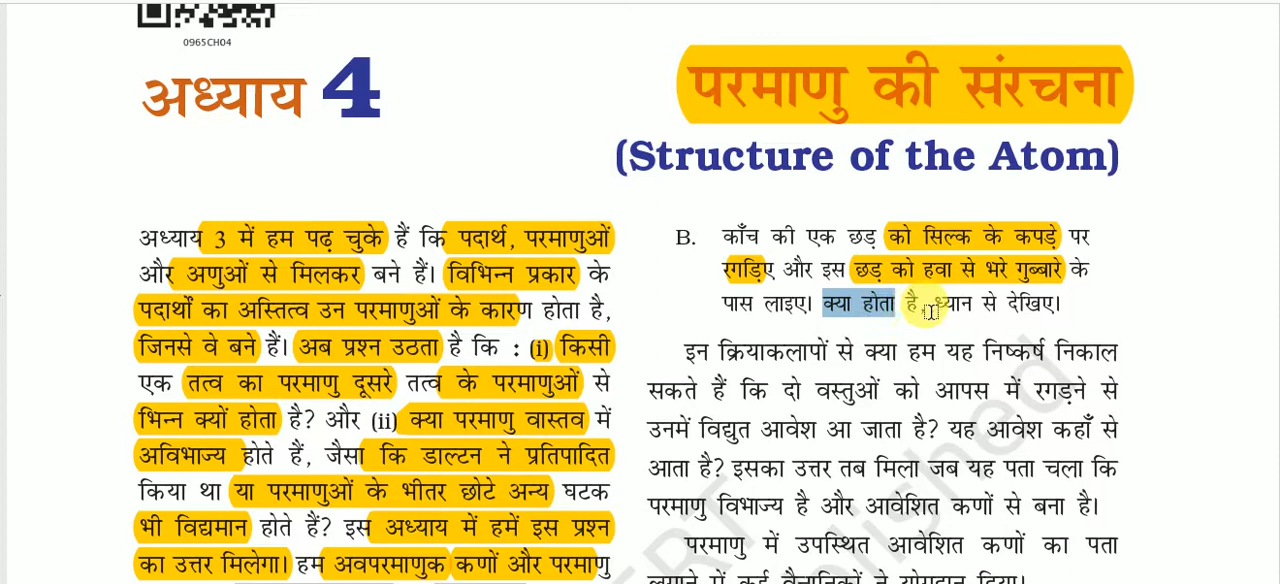 0965CH04
अध्याय 4
परमाणु की संरचना
(Structure of the Atom)
अध्याय 3 में हम पढ़ चुके हैं कि पदार्थ, परमाणुओं
और अणुओं से मिलकर बने हैं। विभिन्न प्रकार के
पदार्थों का अस्तित्व उन परमाणुओं के कारण होता है,
जिनसे वे बने हैं। अब प्रश्न उठता है कि : (i) किसी
एक तत्व का परमाणु दूसरे तत्व के परमाणुओं से
भिन्न क्यों होता है? और (ii) क्या परमाणु वास्तव में
अविभाज्य होते हैं, जैसा कि डाल्टन ने प्रतिपादित
किया था या परमाणुओं के भीतर छोटे अन्य घटक
भी विद्यमान होते हैं? इस अध्याय में हमें इस प्रश्न
का उत्तर मिलेगा। हम अवपरमाणुक कणों और परमाणु
B. काँच की एक छड़ को सिल्क के कपड़े पर
रगड़िए और इस छड़ को हवा से भरे गुब्बारे के
पास लाइए। क्या होता है, ध्यान से देखिए।
इन क्रियाकलापों से क्या हम यह निष्कर्ष निकाल
सकते हैं कि दो वस्तुओं को आपस में रगड़ने से
उनमें विद्युत आवेश आ जाता है? यह आवेश कहाँ से
आता है? इसका उत्तर तब मिला जब यह पता चला कि
परमाणु विभाज्य है और आवेशित कणों से बना है।
परमाणु में उपस्थित आवेशित कणों का पता
लगाने में कई वैज्ञानिकों ने योगदान दिया।